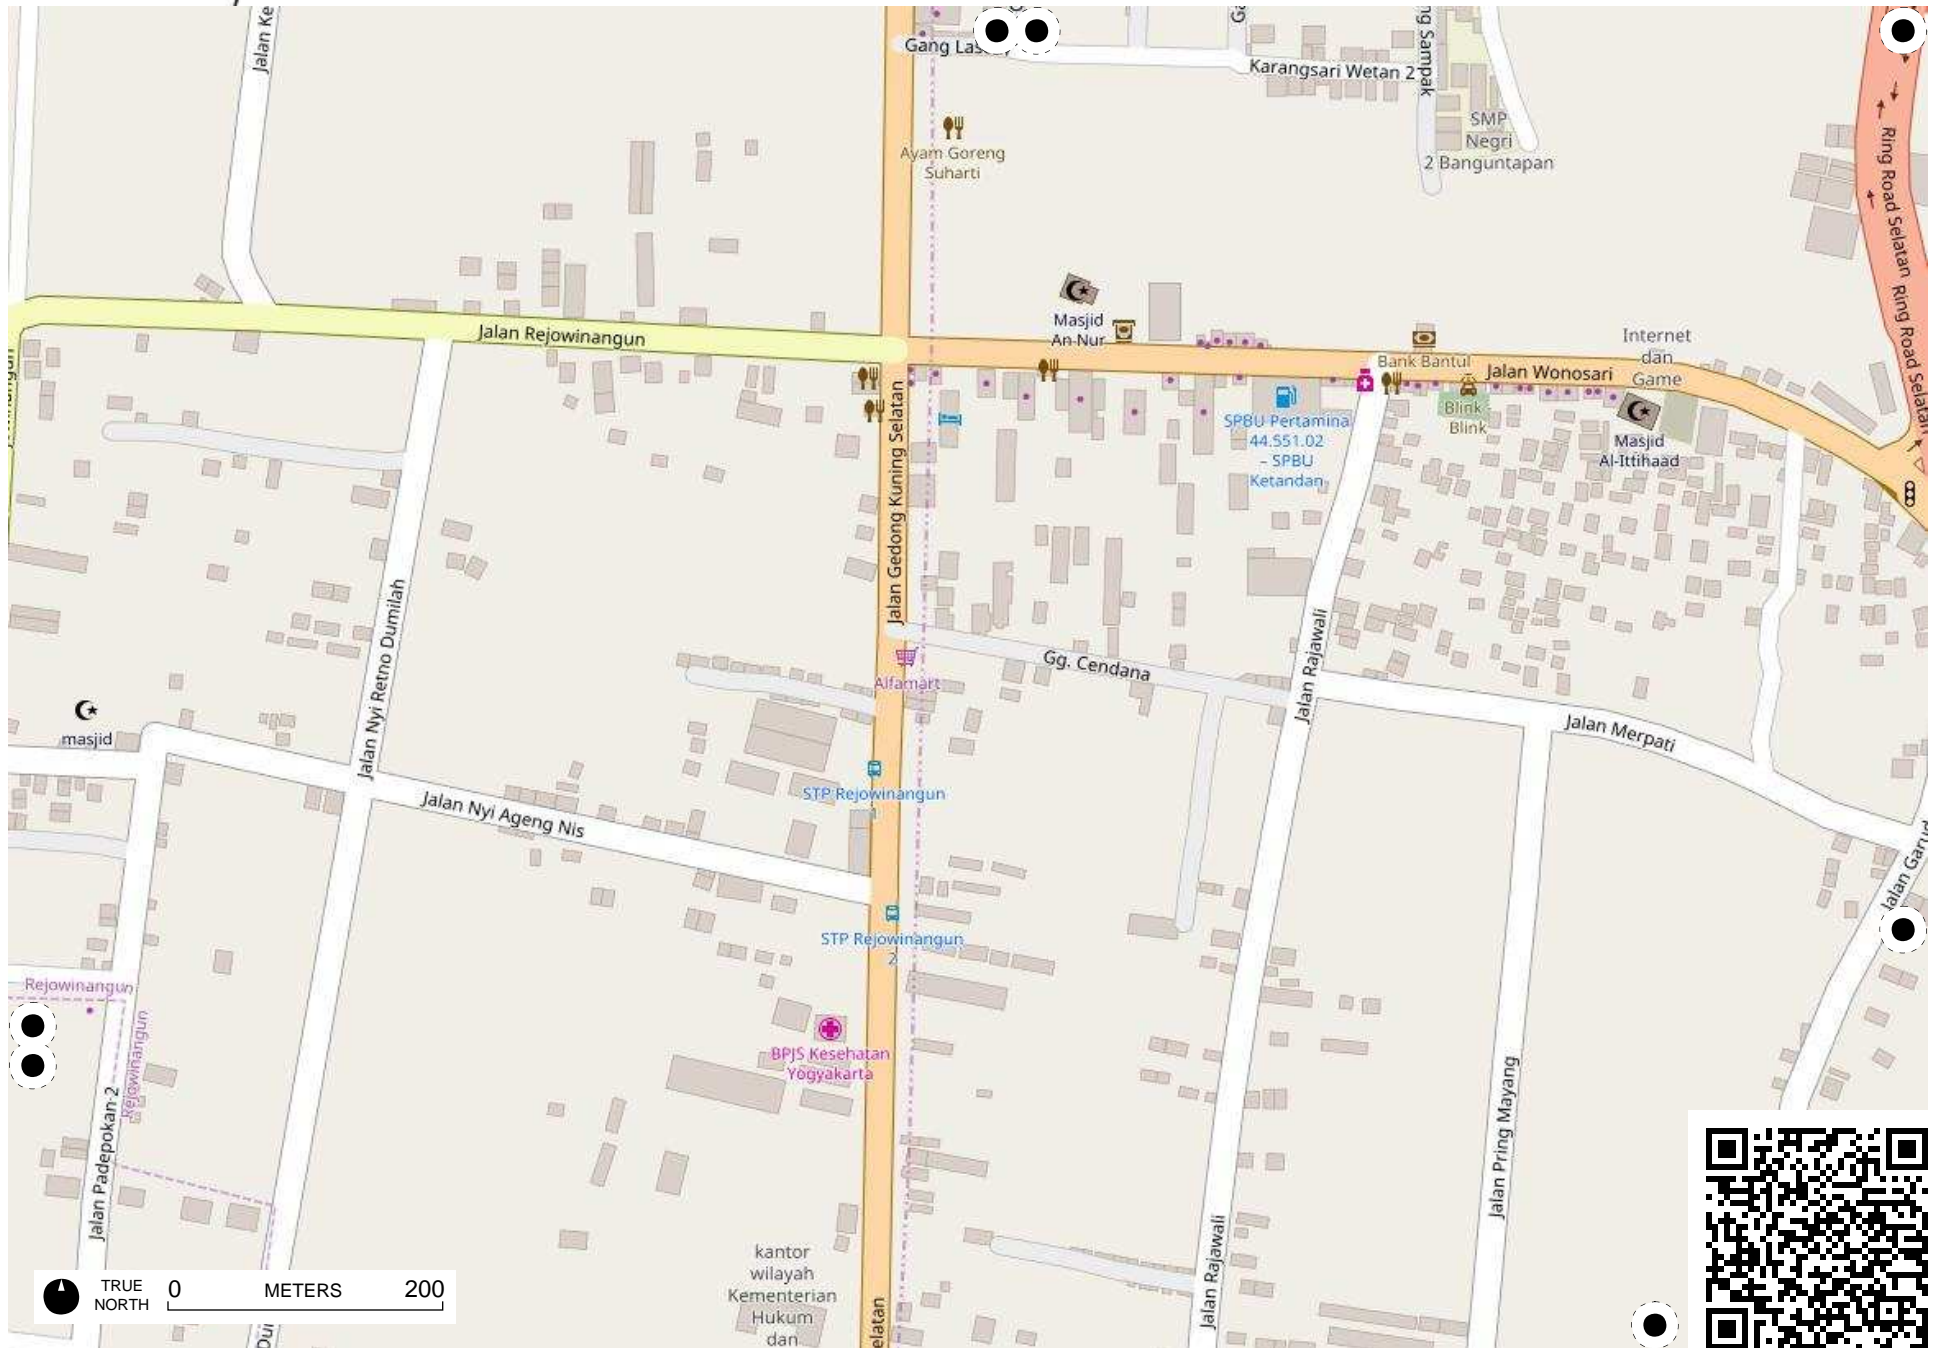 Jalan Ke
Gang Las
Karangsari Wetan 2
ng Sampak
SMP
Negri
2 Banguntapan
Ayam Goreng
Suharti
Ring Road Selatan
Ring Road Selatan
Jalan Rejowinangun
Masjid
An-Nur
Bank Bantul
Jalan Wonosari
Internet
dan
Game
Blink -
Blink
Masjid
Al-Ittihaad
SPBU Pertamina
44.551.02
– SPBU
Ketandan
Jalan Gedong Kuning Selatan
Jalan Nyi Retno Dumilah
Gg. Cendana
Alfamart
Jalan Rajawali
Jalan Merpati
masjid
Jalan Nyi Ageng Nis
STP Rejowinangun
1
Jalan Garud
STP Rejowinangun
2
Rejowinangun
Rejowinangun
BPJS Kesehatan
Yogyakarta
Jalan Padepokan 2
Jalan Pring Mayang
Jalan Rajawali
kantor
wilayah
Kementerian
Hukum
dan
elatan
Dui
TRUE
NORTH
0 METERS 200